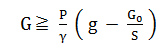 G ≧ P/γ ( g − G₀/S )